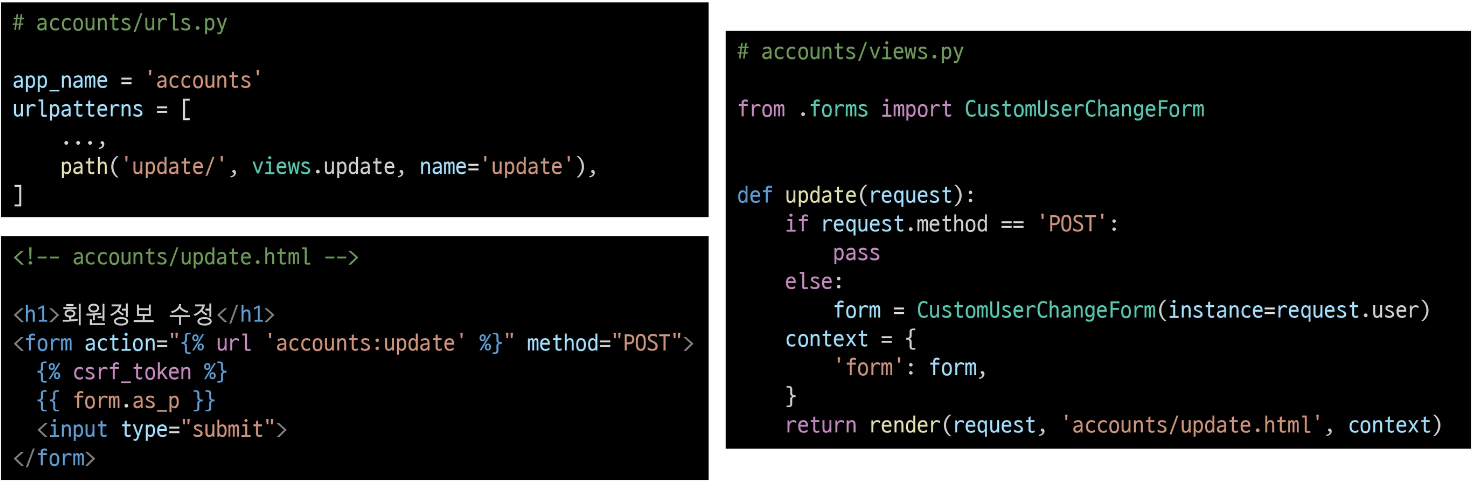 # accounts/urls.py
app_name = 'accounts'
urlpatterns = [
    ...,
    path('update/', views.update, name='update'),
]
<!-- accounts/update.html -->
<h1>회원정보 수정</h1>
<form action="{% url 'accounts:update' %}" method="POST">
  {% csrf_token %}
  {{ form.as_p }}
  <input type="submit">
</form>
# accounts/views.py
from .forms import CustomUserChangeForm
def update(request):
    if request.method == 'POST':
        pass
    else:
        form = CustomUserChangeForm(instance=request.user)
    context = {
        'form': form,
    }
    return render(request, 'accounts/update.html', context)